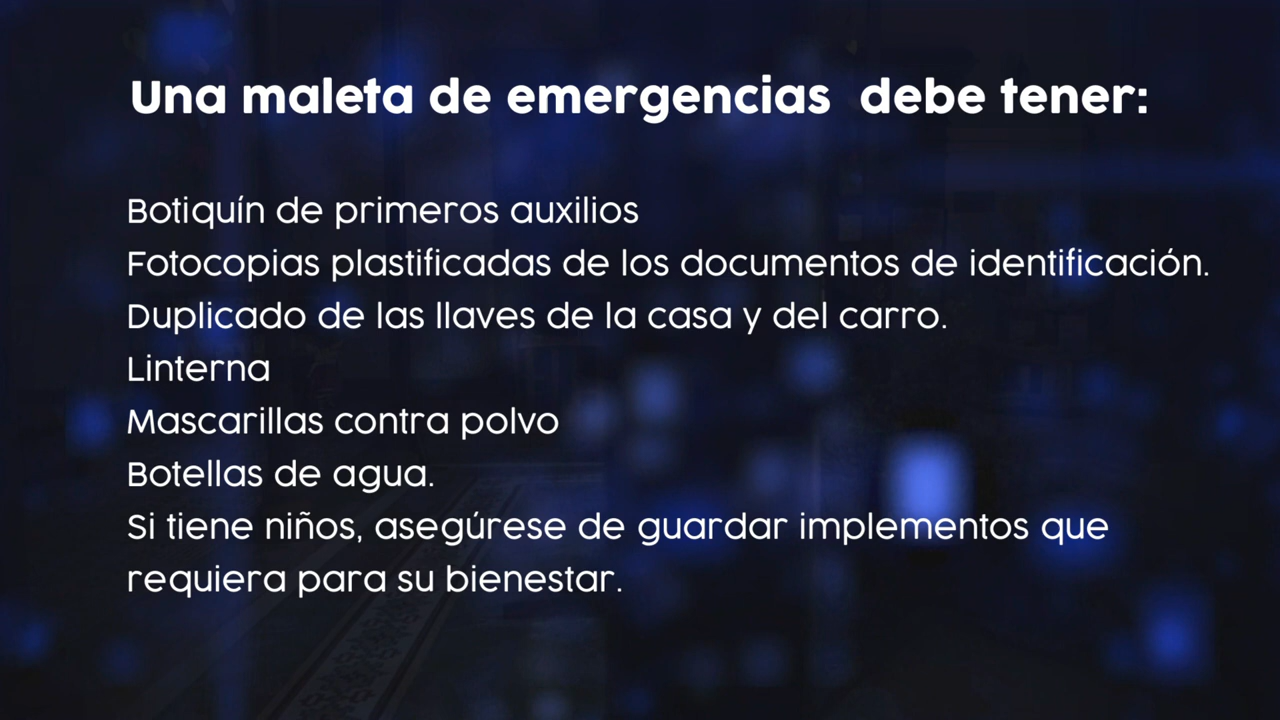 Una maleta de emergencias  debe tener:
Botiquín de primeros auxilios
Fotocopias plastificadas de los documentos de identificación.
Duplicado de las llaves de la casa y del carro.
Linterna
Mascarillas contra polvo
Botellas de agua.
Si tiene niños, asegúrese de guardar implementos que
requiera para su bienestar.